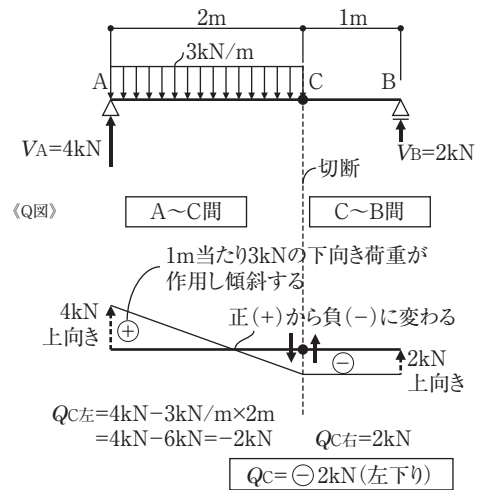 2m 1m
3kN/m
A C B
VA=4kN VB=2kN
切断
《Q図》 A～C間 C～B間
1m当たり3kNの下向き荷重が
作用し傾斜する
4kN
上向き
+
正(+)から負(−)に変わる
−
2kN
上向き
QC左=4kN−3kN/m×2m
=4kN−6kN=−2kN QC右=2kN
QC=⊖2kN(左下り)